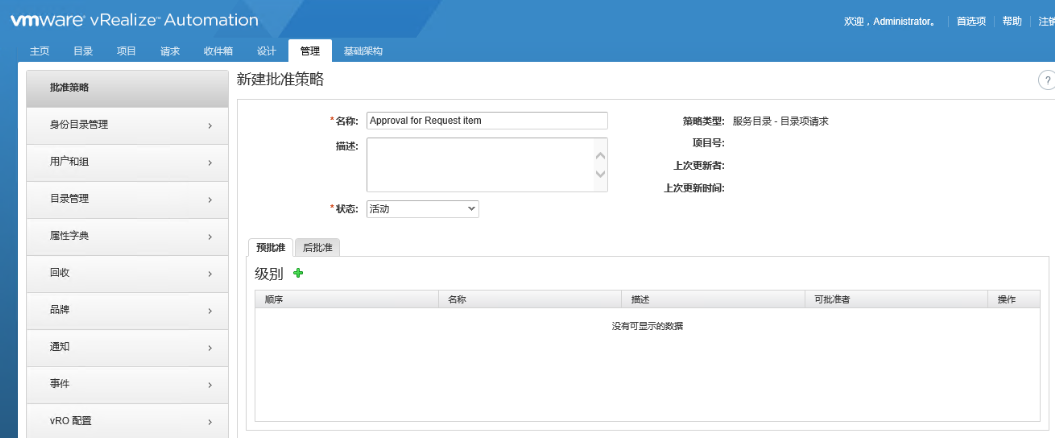 vmware vRealize Automation
欢迎，Administrator。 首选项 帮助
主页 目录 项目 请求 收件箱 设计 管理 基础架构
批准策略
身份目录管理
用户和组
目录管理
属性字典
回收
品牌
通知
事件
vRO 配置
新建批准策略
?
*名称: Approval for Request item
描述:
*状态: 活动
策略类型: 服务目录 - 目录项请求
项目号:
上次更新者:
上次更新时间:
预批准 后批准
级别
顺序 名称 描述 可批准者 操作
没有可显示的数据